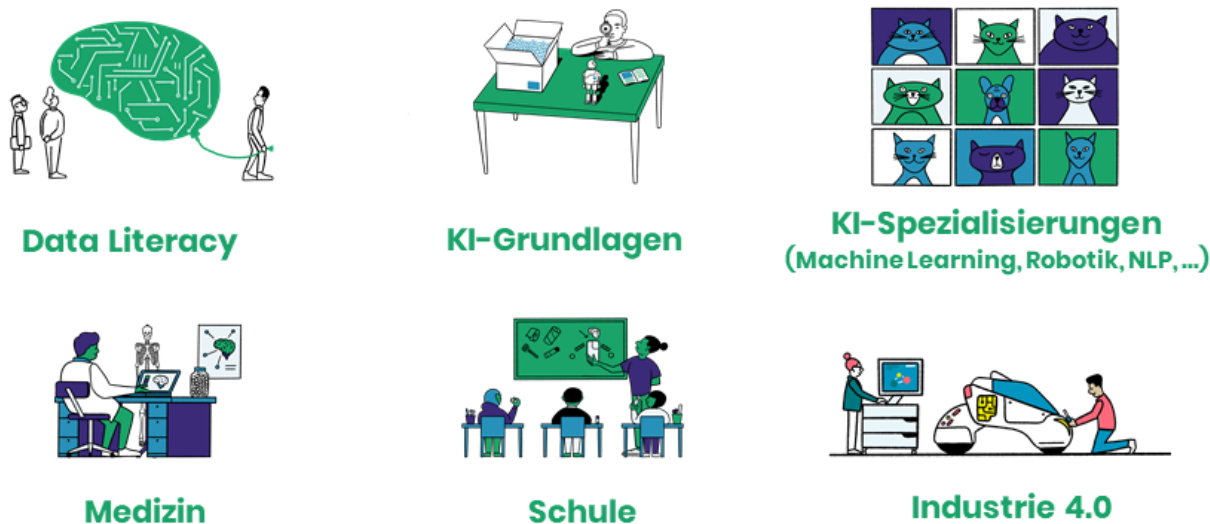 Data Literacy
KI-Grundlagen
KI-Spezialisierungen
(Machine Learning, Robotik, NLP, ...)
Medizin
Schule
Industrie 4.0